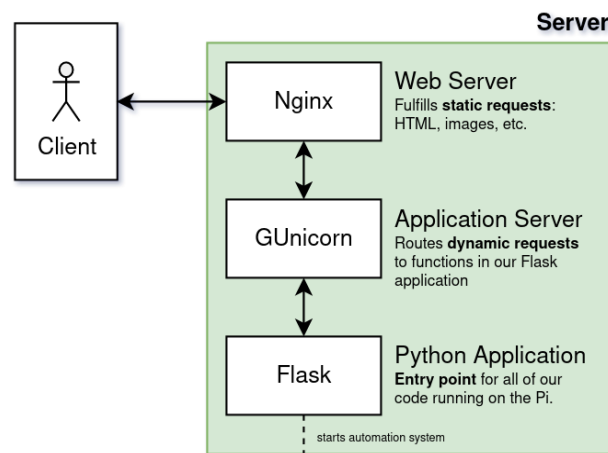 Server
Client
Nginx
Web Server
Fulfills static requests:
HTML, images, etc.
GUnicorn
Application Server
Routes dynamic requests
to functions in our Flask
application
Flask
Python Application
Entry point for all of our
code running on the Pi.
starts automation system